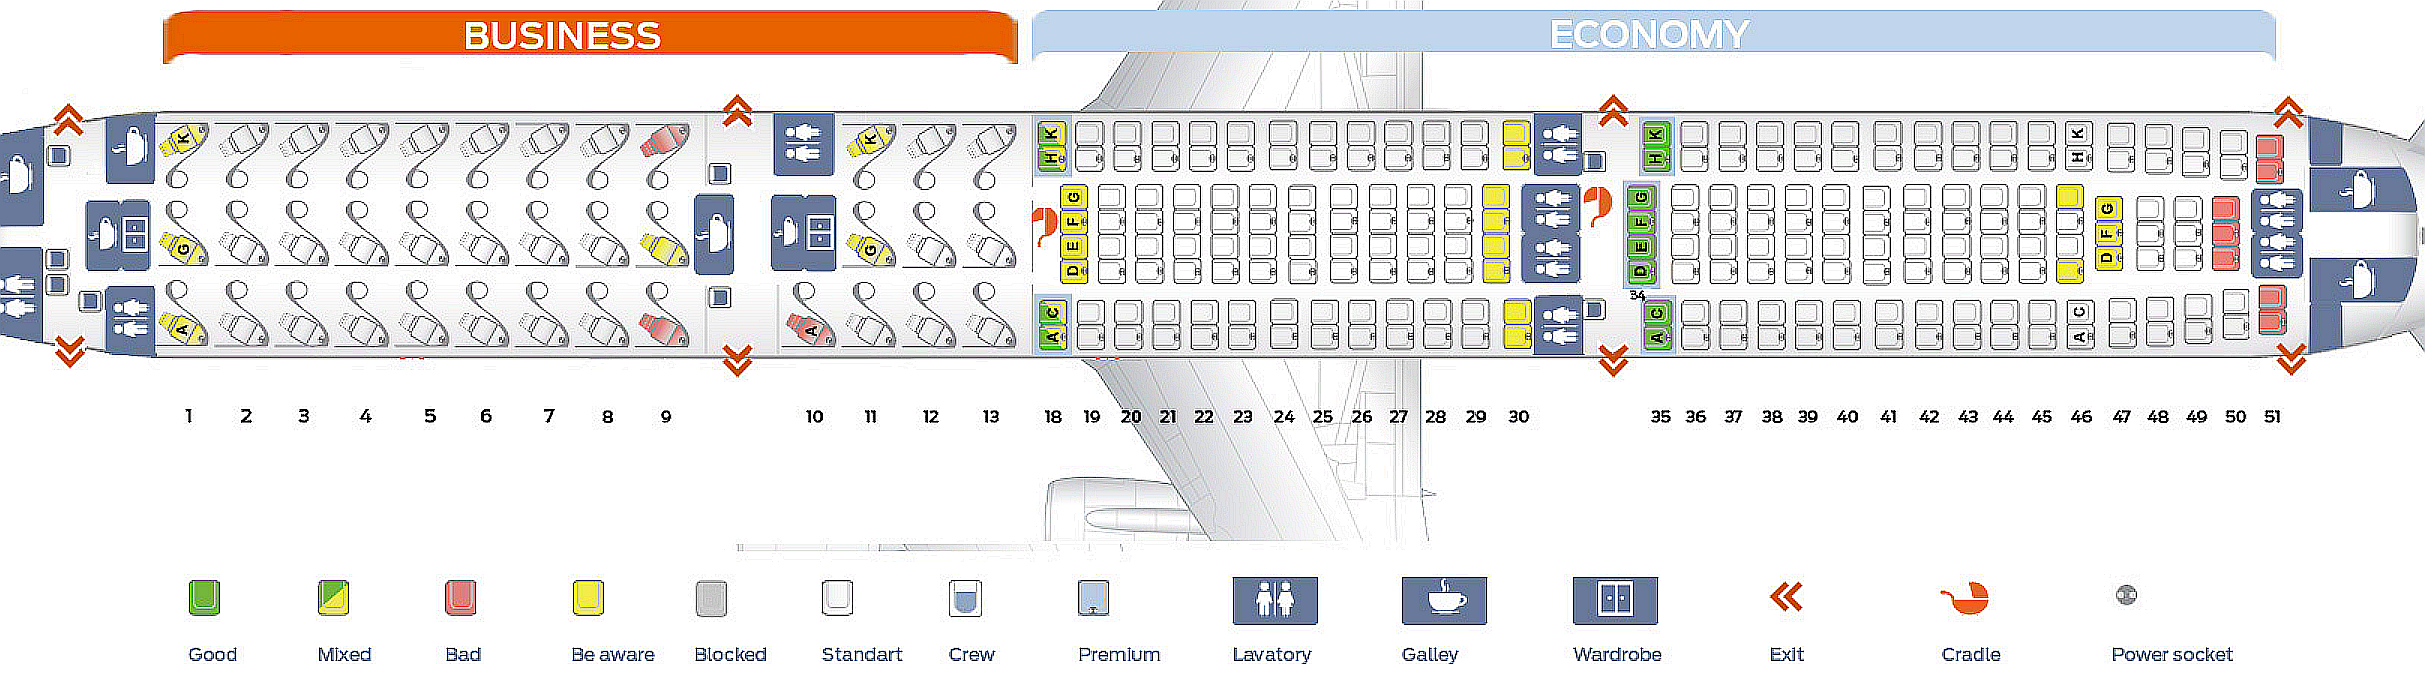 BUSINESS ECONOMY
K K K H K H K
G F E D G F E D G F D
G G
A A C A C A C A
34
1 2 3 4 5 6 7 8 9 10 11 12 13 18 19 20 21 22 23 24 25 26 27 28 29 30 35 36 37 38 39 40 41 42 43 44 45 46 47 48 49 50 51
Good Mixed Bad Be aware Blocked Standart Crew Premium Lavatory Galley Wardrobe Exit Cradle Power socket